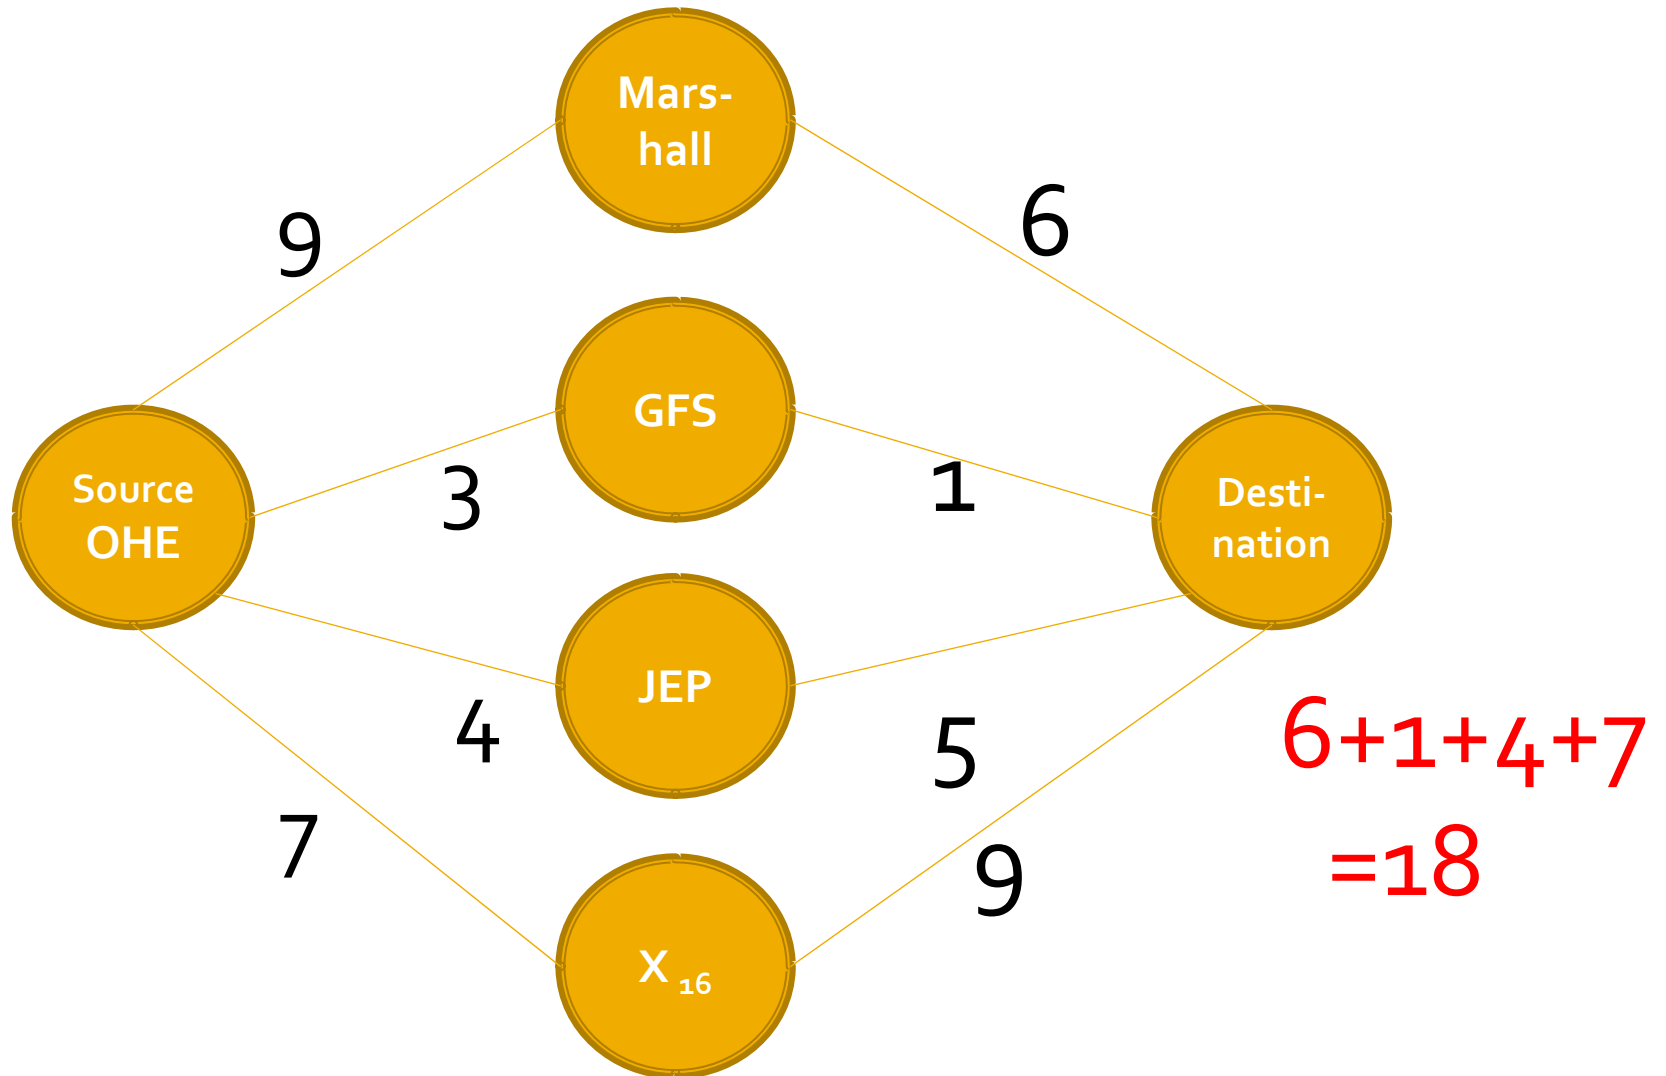 Mars-
hall
9
6
GFS
3
1
Source
OHE
Desti-
nation
JEP
4
5
7
9
X 16
6+1+4+7
=18